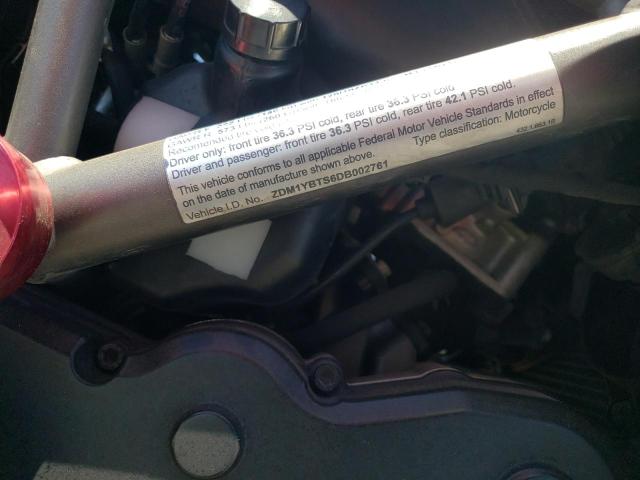 Driver only: front tire 36.3 PSI cold, rear tire 36.3 PSI cold
Driver and passenger: front tire 36.3 PSI cold, rear tire 42.1 PSI cold.
This vehicle conforms to all applicable Federal Motor Vehicle Standards in effect
on the date of manufacture shown above. Type classification: Motorcycle
Vehicle I.D. No.. ZDM1YBTS6DB002761